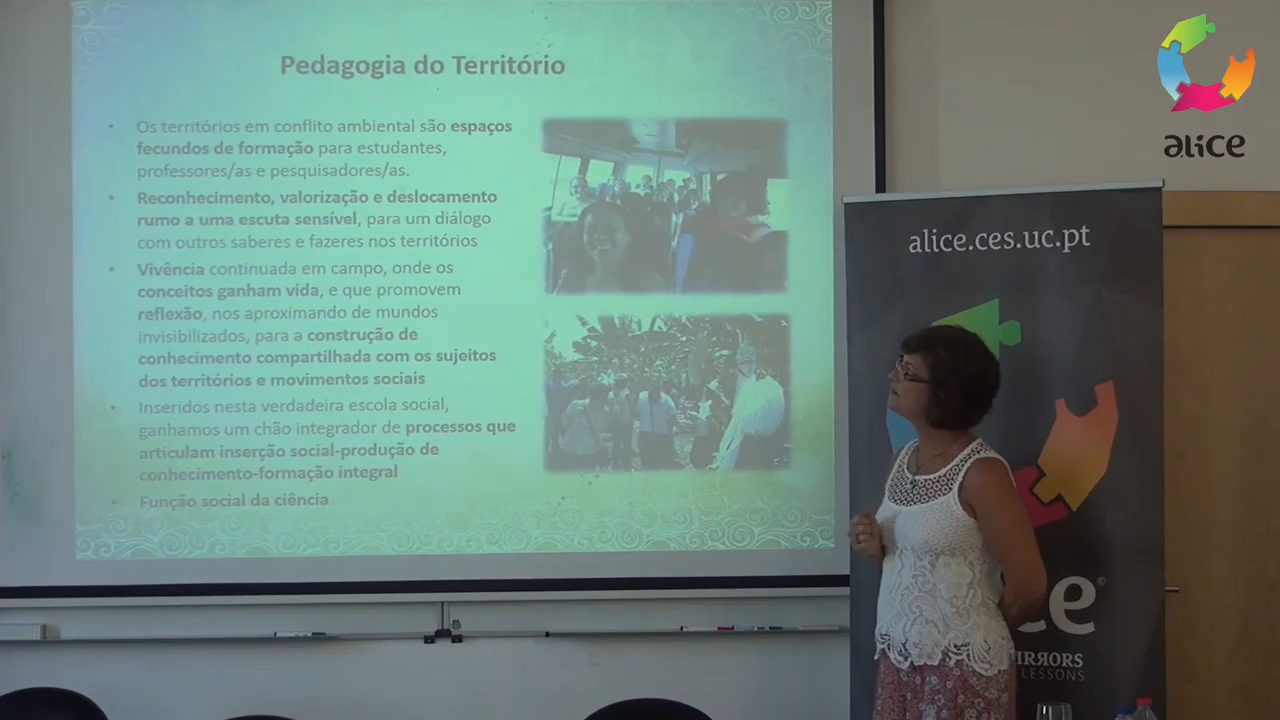 Pedagogia do Território
• Os territórios em conflito ambiental são espaços
fecundos de formação para estudantes,
professores/as e pesquisadores/as.
• Reconhecimento, valorização e deslocamento
rumo a uma escuta sensível, para um diálogo
com outros saberes e fazeres nos territórios
• Vivência continuada em campo, onde os
conceitos ganham vida, e que promovem
reflexão, nos aproximando de mundos
invisibilizados, para a construção de
conhecimento compartilhada com os sujeitos
dos territórios e movimentos sociais
• Inseridos nesta verdadeira escola social,
ganhamos um chão integrador de processos que
articulam inserção social-produção de
conhecimento-formação integral
• Função social da ciência
alice
alice.ces.uc.pt
ce©
IRRORS
LESSONS